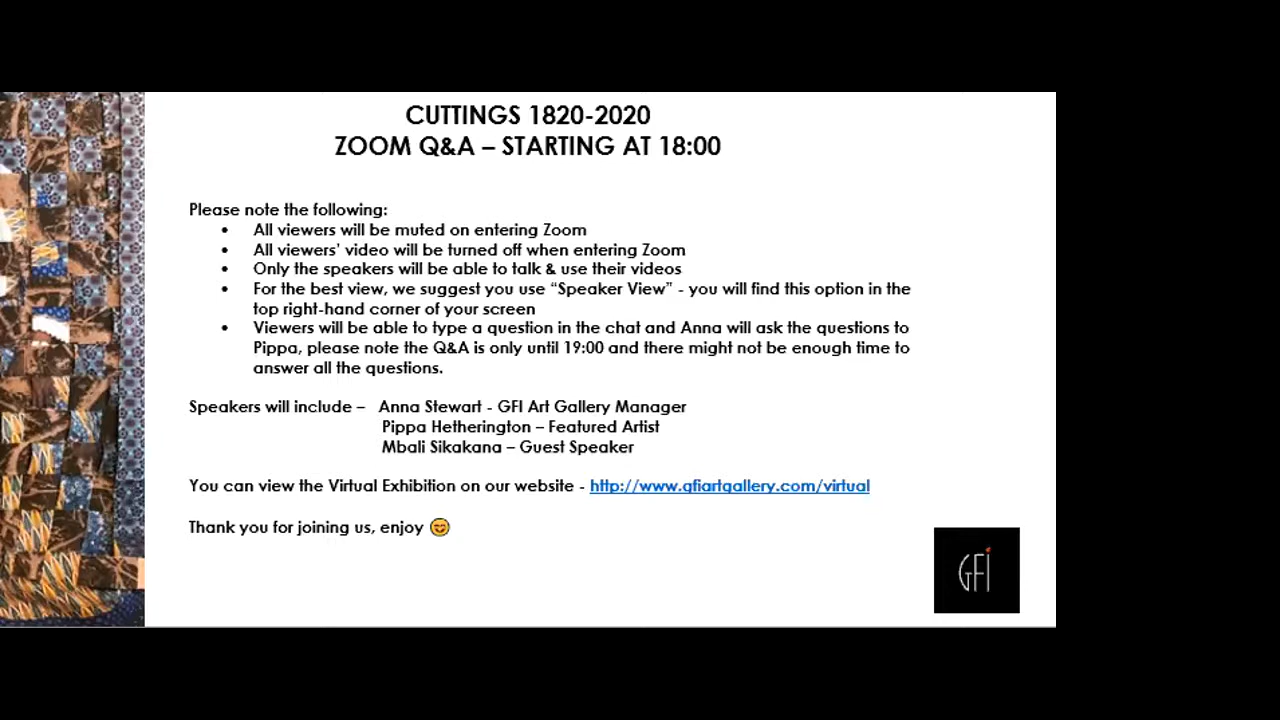 CUTTINGS 1820-2020
ZOOM Q&A – STARTING AT 18:00
Please note the following:
• All viewers will be muted on entering Zoom
• All viewers' video will be turned off when entering Zoom
• Only the speakers will be able to talk & use their videos
• For the best view, we suggest you use “Speaker View” - you will find this option in the
top right-hand corner of your screen
• Viewers will be able to type a question in the chat and Anna will ask the questions to
Pippa, please note the Q&A is only until 19:00 and there might not be enough time to
answer all the questions.
Speakers will include – Anna Stewart - GFI Art Gallery Manager
Pippa Hetherington – Featured Artist
Mbali Sikakana – Guest Speaker
You can view the Virtual Exhibition on our website - http://www.gfiartgallery.com/virtual
Thank you for joining us, enjoy 😊
GFI